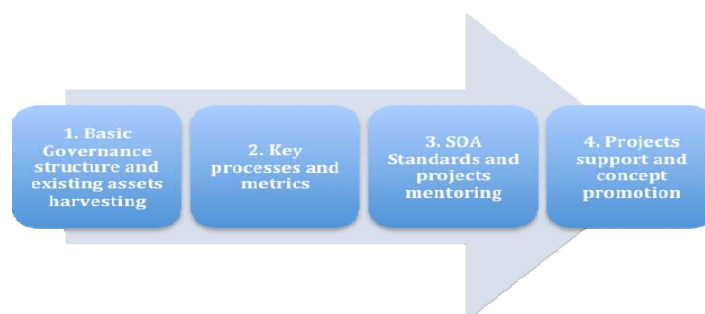 1. Basic
Governance
structure and
existing assets
harvesting
2. Key
processes and
metrics
3. SOA
Standards and
projects
mentoring
4. Projects
support and
concept
promotion